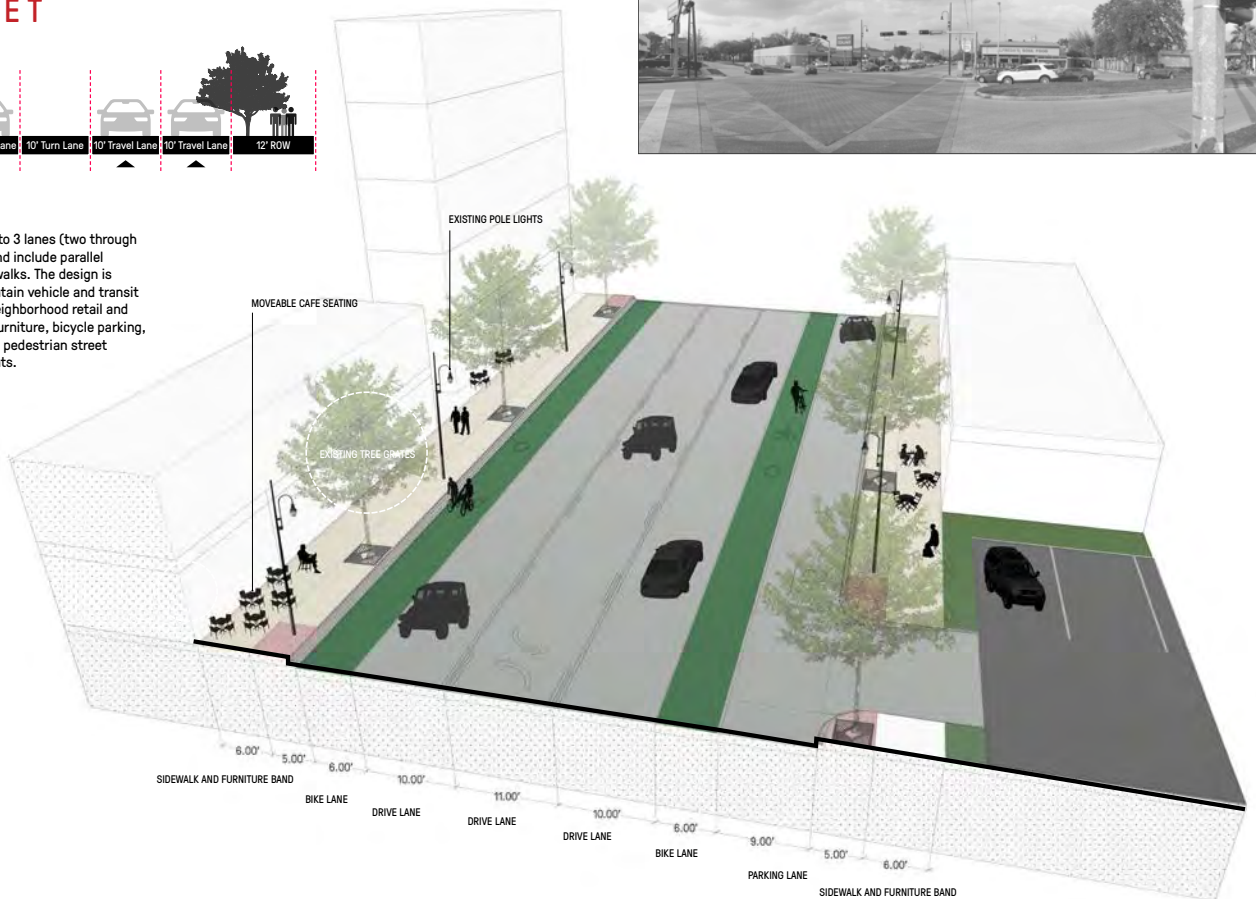 ET
10' Turn Lane
10' Travel Lane
10' Travel Lane
12' ROW
to 3 lanes (two through
nd include parallel
walks. The design is
tain vehicle and transit
eighborhood retail and
urniture, bicycle parking,
pedestrian street
ts.
EXISTING POLE LIGHTS
MOVEABLE CAFE SEATING
EXISTING TREE GRATES
6.00'
5.00'
6.00'
10.00'
11.00'
10.00'
6.00'
9.00'
5.00'
6.00'
SIDEWALK AND FURNITURE BAND
BIKE LANE
DRIVE LANE
DRIVE LANE
DRIVE LANE
BIKE LANE
PARKING LANE
SIDEWALK AND FURNITURE BAND